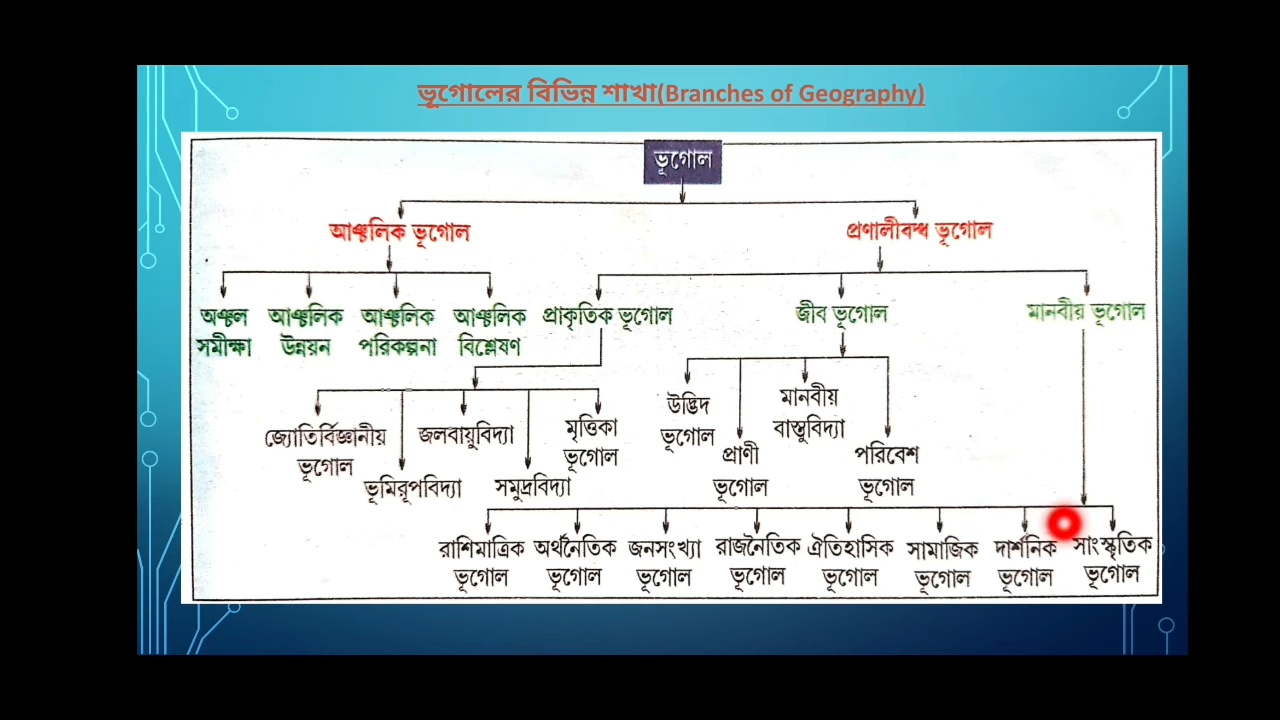 ভূগোলের বিভিন্ন শাখা(Branches of Geography)
ভূগোল
আঞ্চলিক ভূগোল
প্রণালীবদ্ধ ভূগোল
অঞ্চল
সমীক্ষা
আঞ্চলিক
উন্নয়ন
আঞ্চলিক
পরিকল্পনা
আঞ্চলিক
বিশ্লেষণ
প্রাকৃতিক ভূগোল
জীব ভূগোল
মানবীয় ভূগোল
জ্যোতির্বিজ্ঞানীয়
ভূগোল
ভূমিরূপবিদ্যা
জলবায়ুবিদ্যা
সমুদ্রবিদ্যা
মৃত্তিকা
ভূগোল
উদ্ভিদ
ভূগোল
প্রাণী
ভূগোল
মানবীয়
বাস্তুবিদ্যা
পরিবেশ
ভূগোল
রাশিমাত্রিক
ভূগোল
অর্থনৈতিক
ভূগোল
জনসংখ্যা
ভূগোল
রাজনৈতিক
ভূগোল
ঐতিহাসিক
ভূগোল
সামাজিক
ভূগোল
দার্শনিক
ভূগোল
সাংস্কৃতিক
ভূগোল